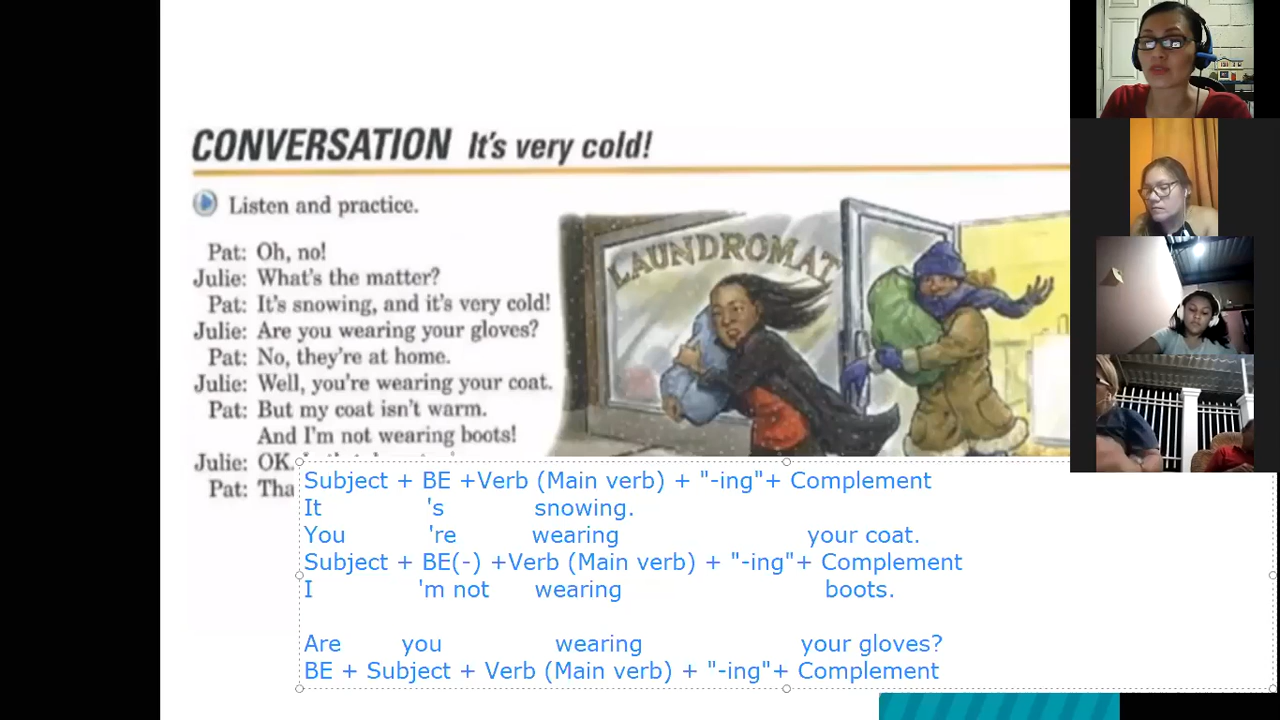 CONVERSATION It's very cold!
Listen and practice.
Pat: Oh, no!
Julie: What's the matter?
Pat: It's snowing, and it's very cold!
Julie: Are you wearing your gloves?
Pat: No, they're at home.
Julie: Well, you're wearing your coat.
Pat: But my coat isn't warm.
And I'm not wearing boots!
Julie: OK.
Pat: Tha
LAUNDROMAT
Subject + BE +Verb (Main verb) + "-ing"+ Complement
It 's snowing.
You 're wearing your coat.
Subject + BE(-) +Verb (Main verb) + "-ing"+ Complement
I 'm not wearing boots.
Are you wearing your gloves?
BE + Subject + Verb (Main verb) + "-ing"+ Complement